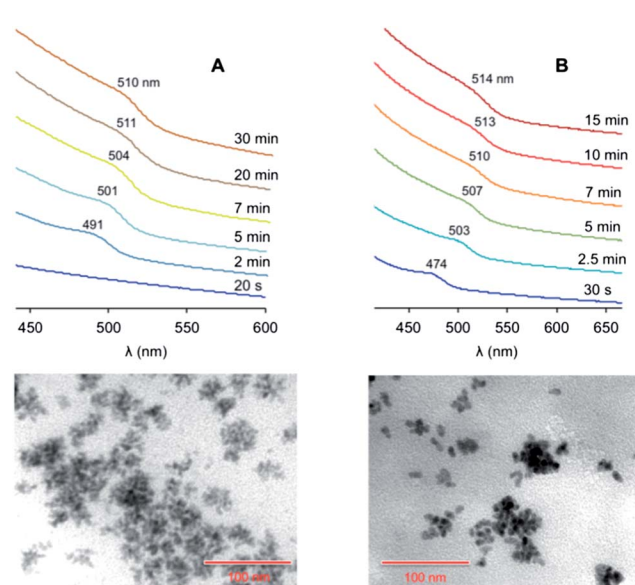 A
510 nm
511
504
501
491
30 min
20 min
7 min
5 min
2 min
20 s
450 500 550 600
λ (nm)
B
514 nm
513
510
507
503
474
15 min
10 min
7 min
5 min
2.5 min
30 s
450 500 550 600 650
λ (nm)
100 nm
100 nm